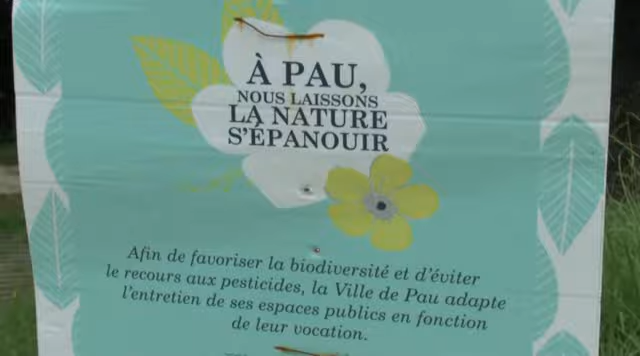 À PAU,
NOUS LAISSONS
LA NATURE
S'ÉPANOUIR
Afin de favoriser la biodiversité et d'éviter
le recours aux pesticides, la Ville de Pau adapte
l'entretien de ses espaces publics en fonction
de leur vocation.